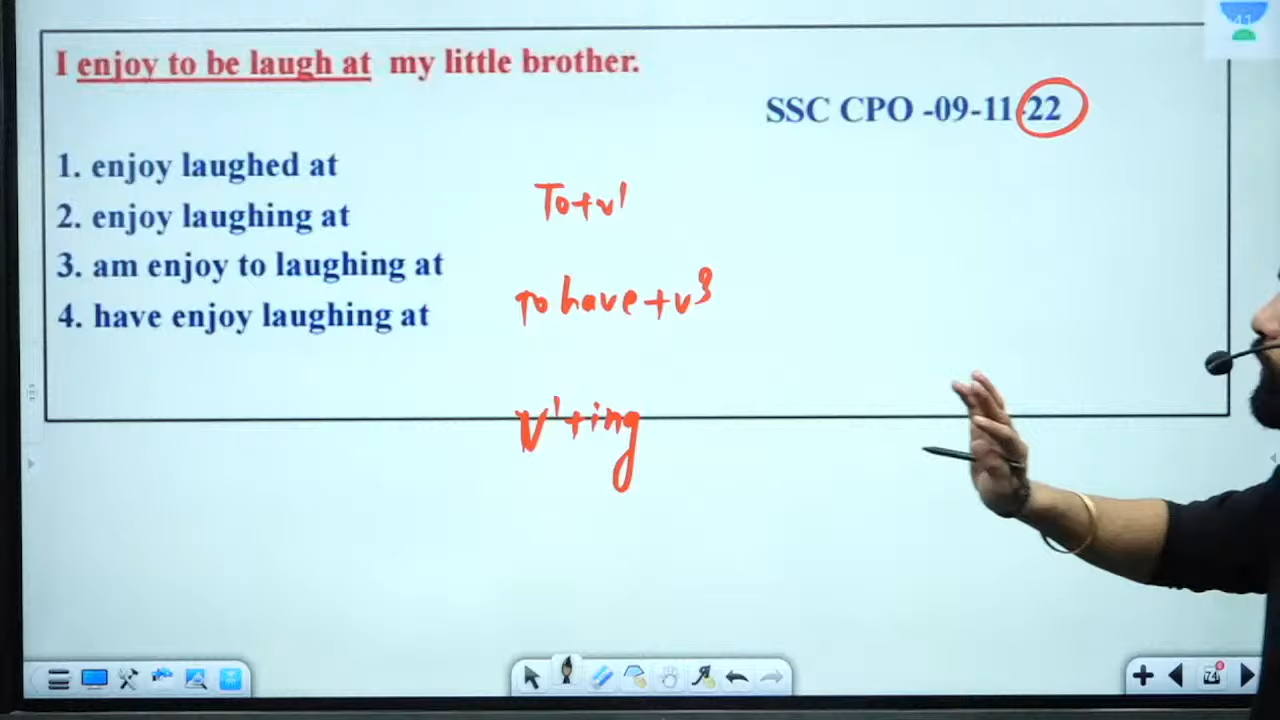 I enjoy to be laugh at my little brother.
SSC CPO -09-11-22
1. enjoy laughed at
2. enjoy laughing at
3. am enjoy to laughing at
4. have enjoy laughing at
To+v1
To have+v3
V1+ing
41
74